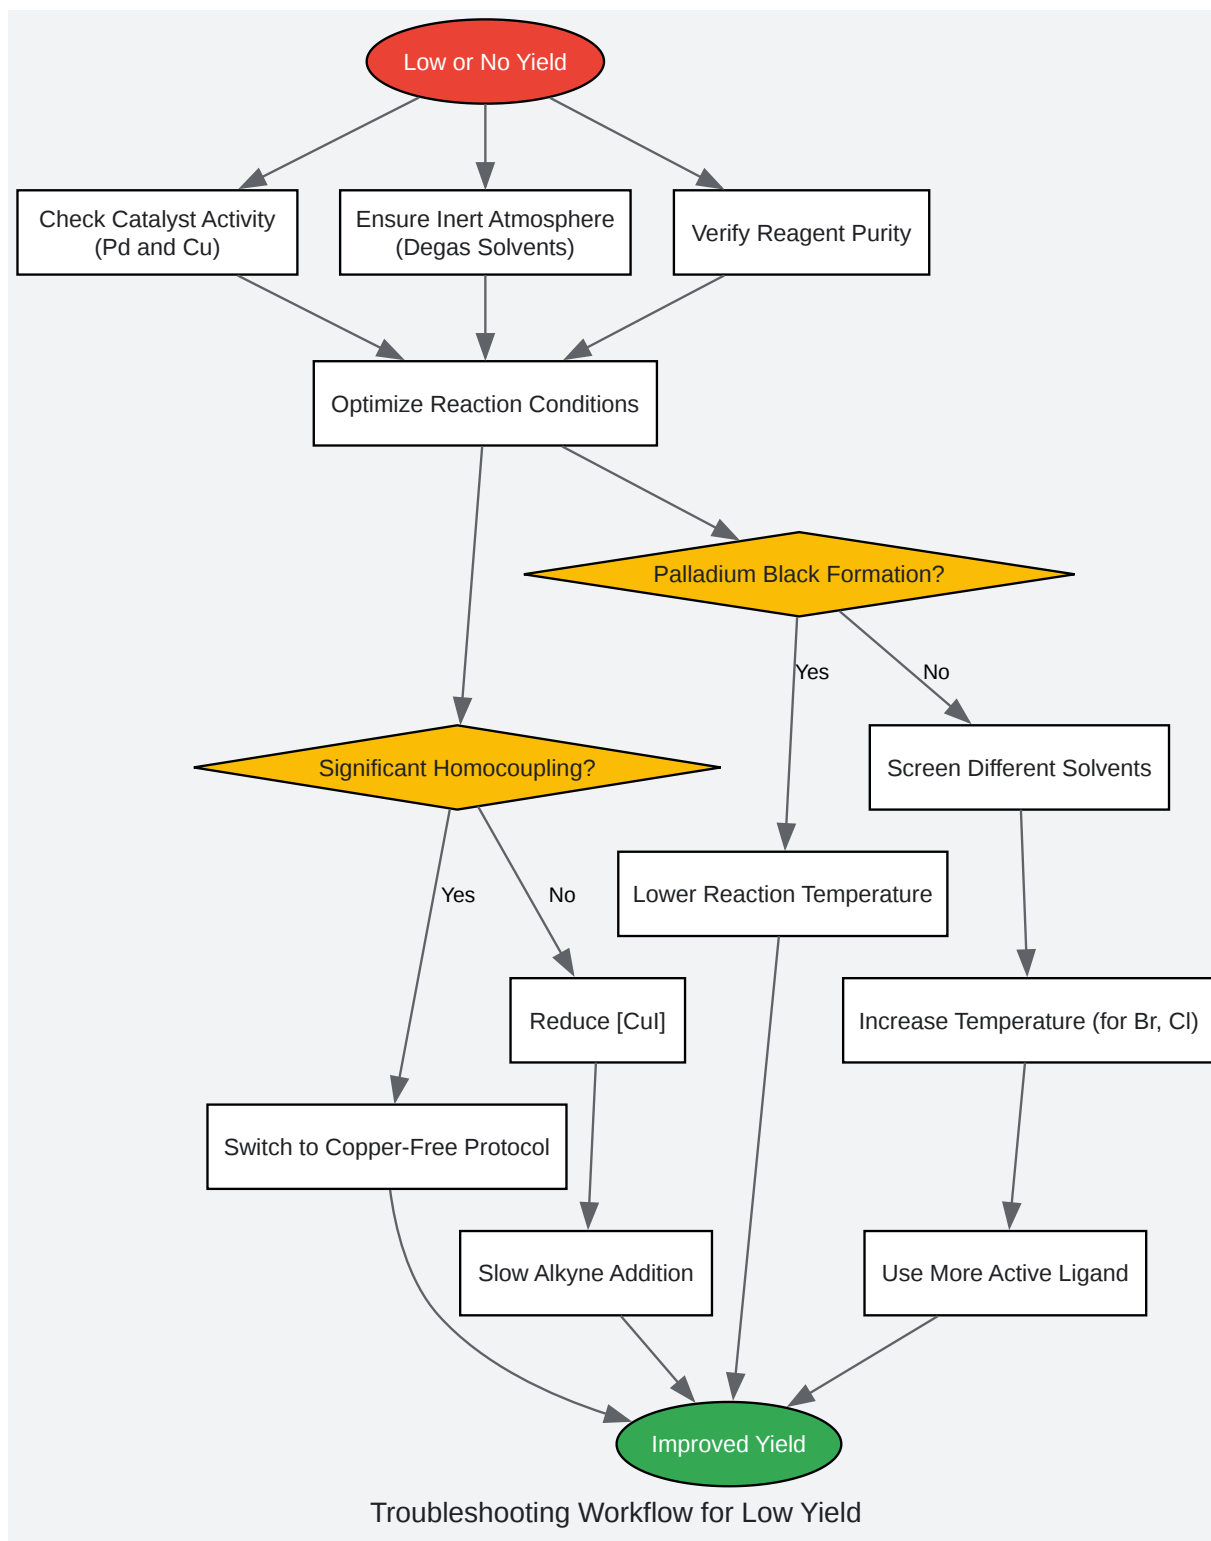 Low or No Yield
Check Catalyst Activity
(Pd and Cu)
Ensure Inert Atmosphere
(Degas Solvents)
Verify Reagent Purity
Optimize Reaction Conditions
Palladium Black Formation?
Yes
No
Significant Homocoupling?
Screen Different Solvents
Yes
No
Lower Reaction Temperature
Reduce [CuI]
Increase Temperature (for Br, Cl)
Switch to Copper-Free Protocol
Slow Alkyne Addition
Use More Active Ligand
Improved Yield
Troubleshooting Workflow for Low Yield